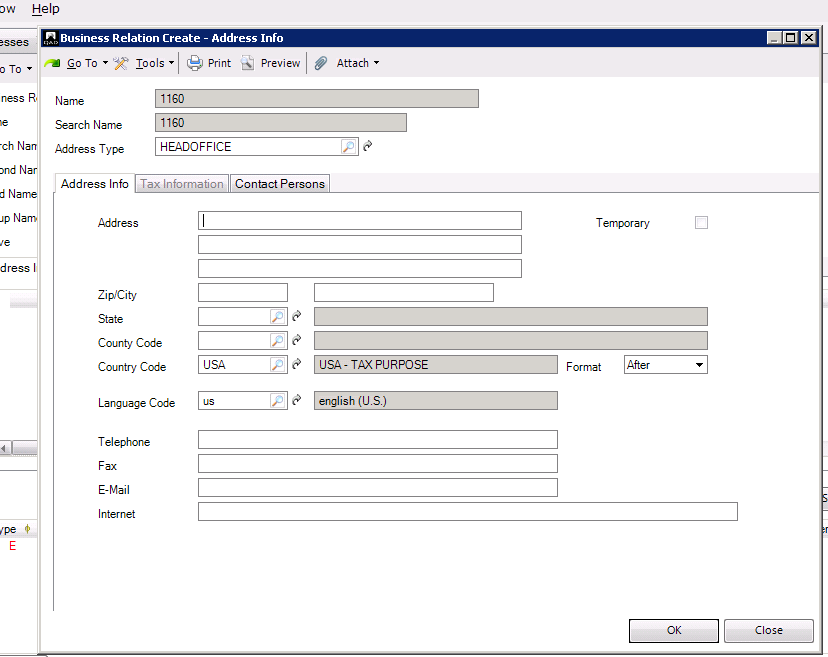 ow Help
QAD Business Relation Create - Address Info
esses
Go To Tools Print Preview Attach
o To
Name 1160
ness R
Search Name 1160
me
Address Type HEADOFFICE
rch Nam
ond Nar
Address Info Tax Information Contact Persons
d Name
up Name
Address Temporary
ve
dress I
Zip/City
State
County Code
Country Code USA USA - TAX PURPOSE Format After
Language Code us english (U.S.)
Telephone
Fax
E-Mail
Internet
ype
E
OK Close